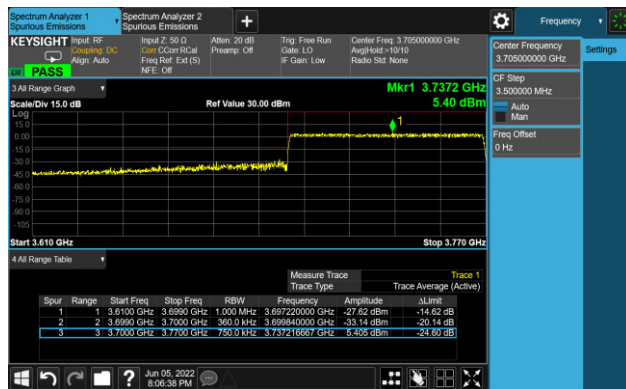 Spectrum Analyzer 1
Spurious Emissions
Spectrum Analyzer 2
Spurious Emissions
Frequency
KEYSIGHT
Input: RF
Coupling: DC
Align: Auto
Input Z: 50 Ω
Corr CCorr RCal
Freq Ref: Ext (S)
NFE: Off
Atten: 20 dB
Preamp: Off
Trig: Free Run
Gate: LO
IF Gain: Low
Center Freq: 3.705000000 GHz
Avg|Hold:>10/10
Radio Std: None
LV PASS
Center Frequency
3.705000000 GHz
Settings
CF Step
3.500000 MHz
Auto
Man
Freq Offset
0 Hz
3 All Range Graph
Mkr1 3.7372 GHz
Scale/Div 15.0 dB
Ref Value 30.00 dBm
5.40 dBm
Log
15.0
0.00
-15.0
-30.0
-45.0
-60.0
-75.0
-90.0
-105
1
Start 3.610 GHz
Stop 3.770 GHz
4 All Range Table
Measure Trace Trace 1
Trace Type Trace Average (Active)
Spur Range Start Freq Stop Freq RBW Frequency Amplitude ΔLimit
1 1 3.6100 GHz 3.6990 GHz 1.000 MHz 3.697220000 GHz -27.62 dBm -14.62 dB
2 2 3.6990 GHz 3.7000 GHz 360.0 kHz 3.699840000 GHz -33.14 dBm -20.14 dB
3 3 3.7000 GHz 3.7700 GHz 750.0 kHz 3.737216667 GHz 5.405 dBm -24.60 dB
Jun 05, 2022
8:06:38 PM